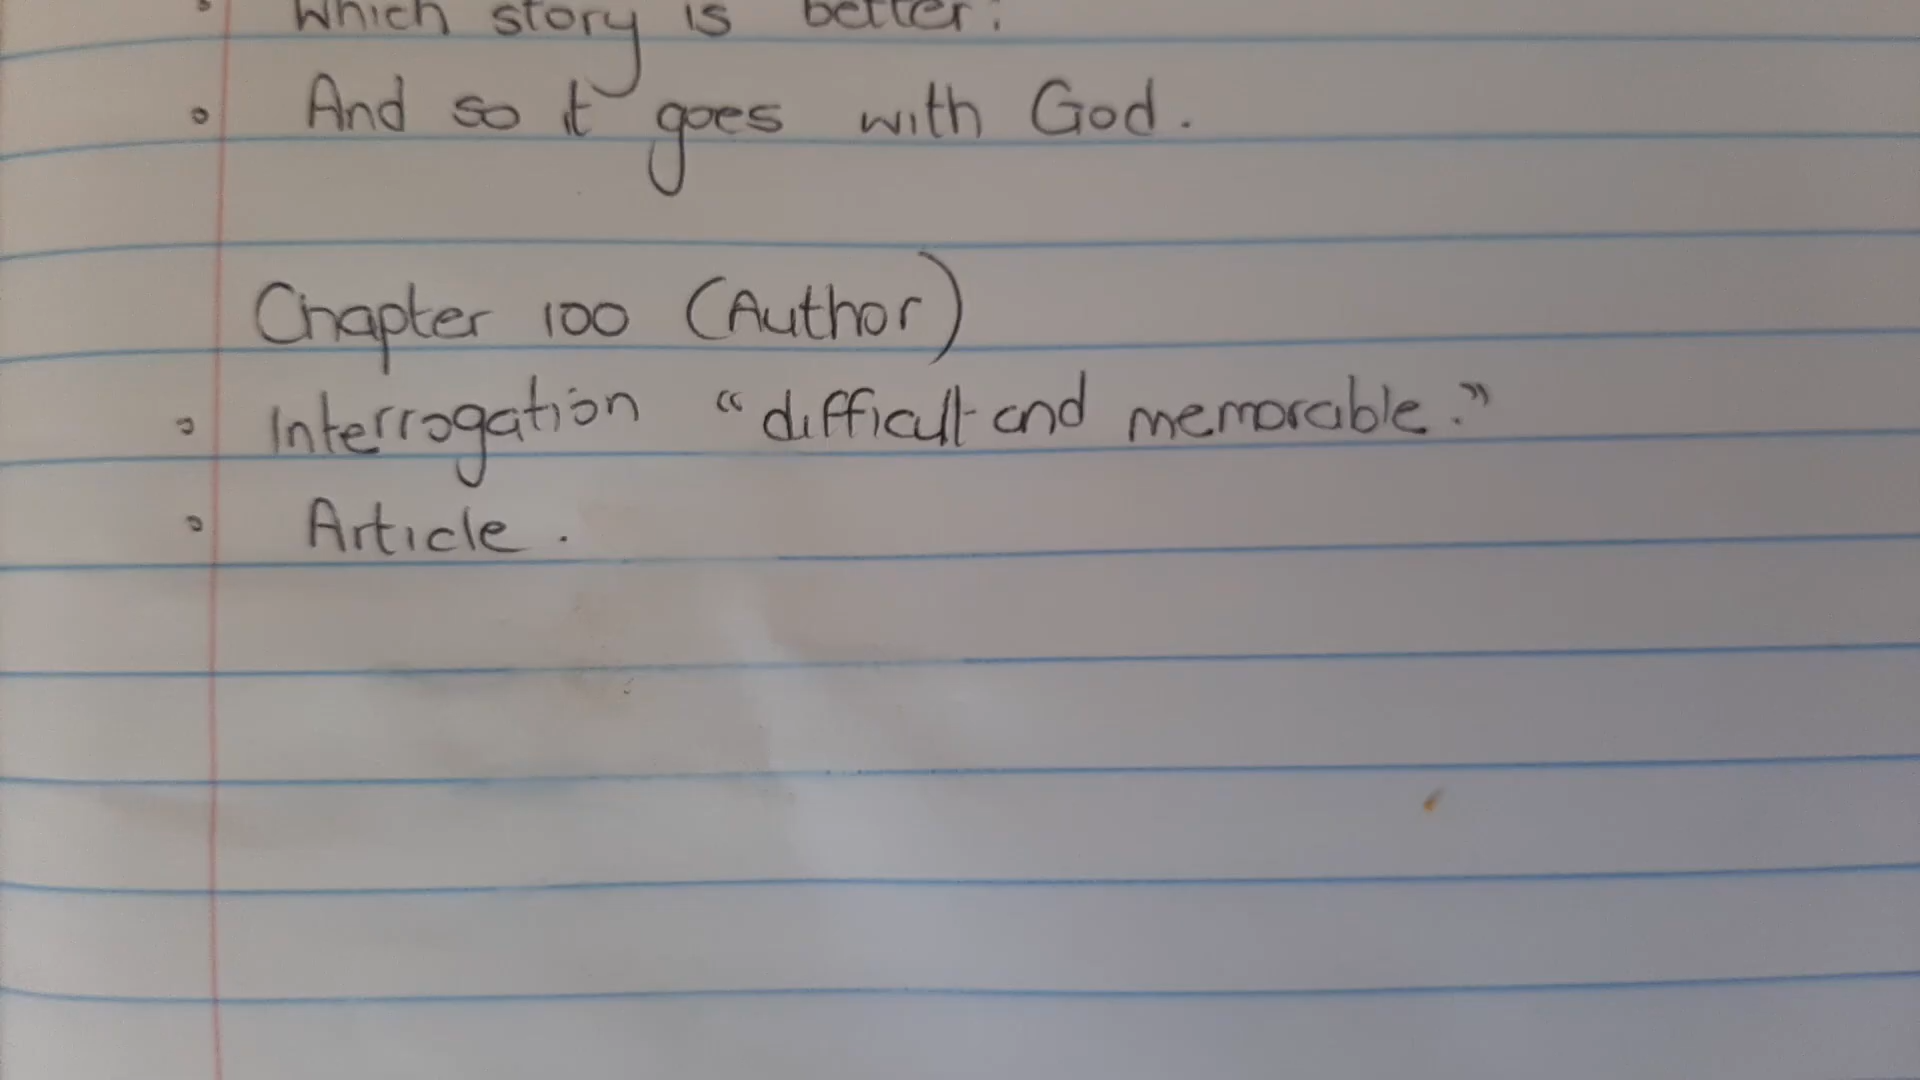 • Which story is better.
• And so it goes with God.
Chapter 100 (Author)
• Interrogation "difficult and memorable."
• Article.